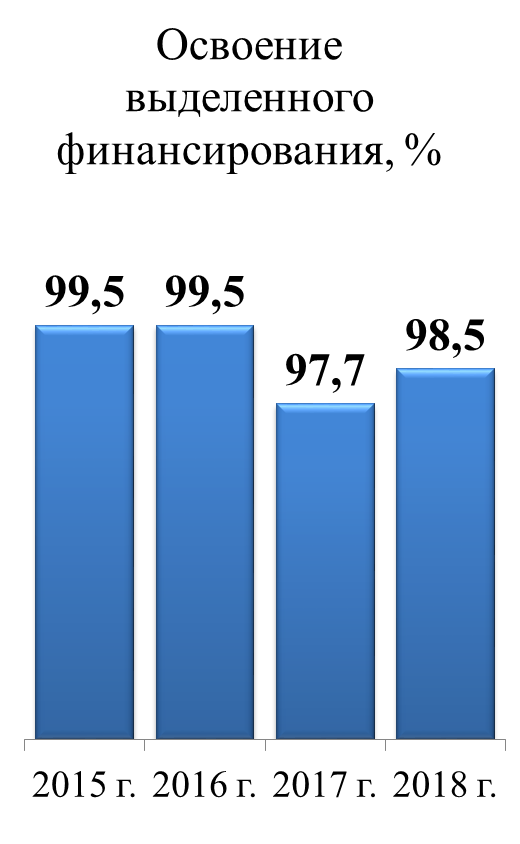 Освоение
выделенного
финансирования, %
99,5 99,5
98,5
97,7
2015 г. 2016 г. 2017 г. 2018 г.